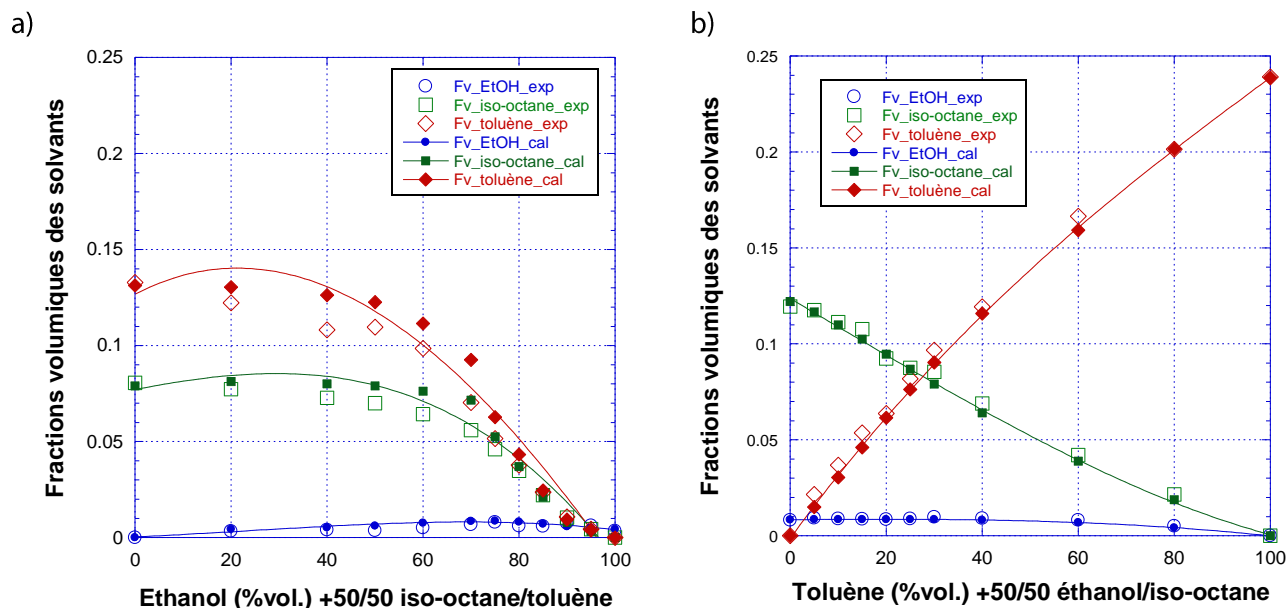 a)
Fractions volumiques des solvants
0.25
0.2
0.15
0.1
0.05
0
Fv_EtOH_exp
Fv_iso-octane_exp
Fv_toluène_exp
Fv_EtOH_cal
Fv_iso-octane_cal
Fv_toluène_cal
0 20 40 60 80 100
Ethanol (%vol.) +50/50 iso-octane/toluène
b)
Fractions volumiques des solvants
0.25
0.2
0.15
0.1
0.05
0
Fv_EtOH_exp
Fv_iso-octane_exp
Fv_toluène_exp
Fv_EtOH_cal
Fv_iso-octane_cal
Fv_toluène_cal
0 20 40 60 80 100
Toluène (%vol.) +50/50 éthanol/iso-octane